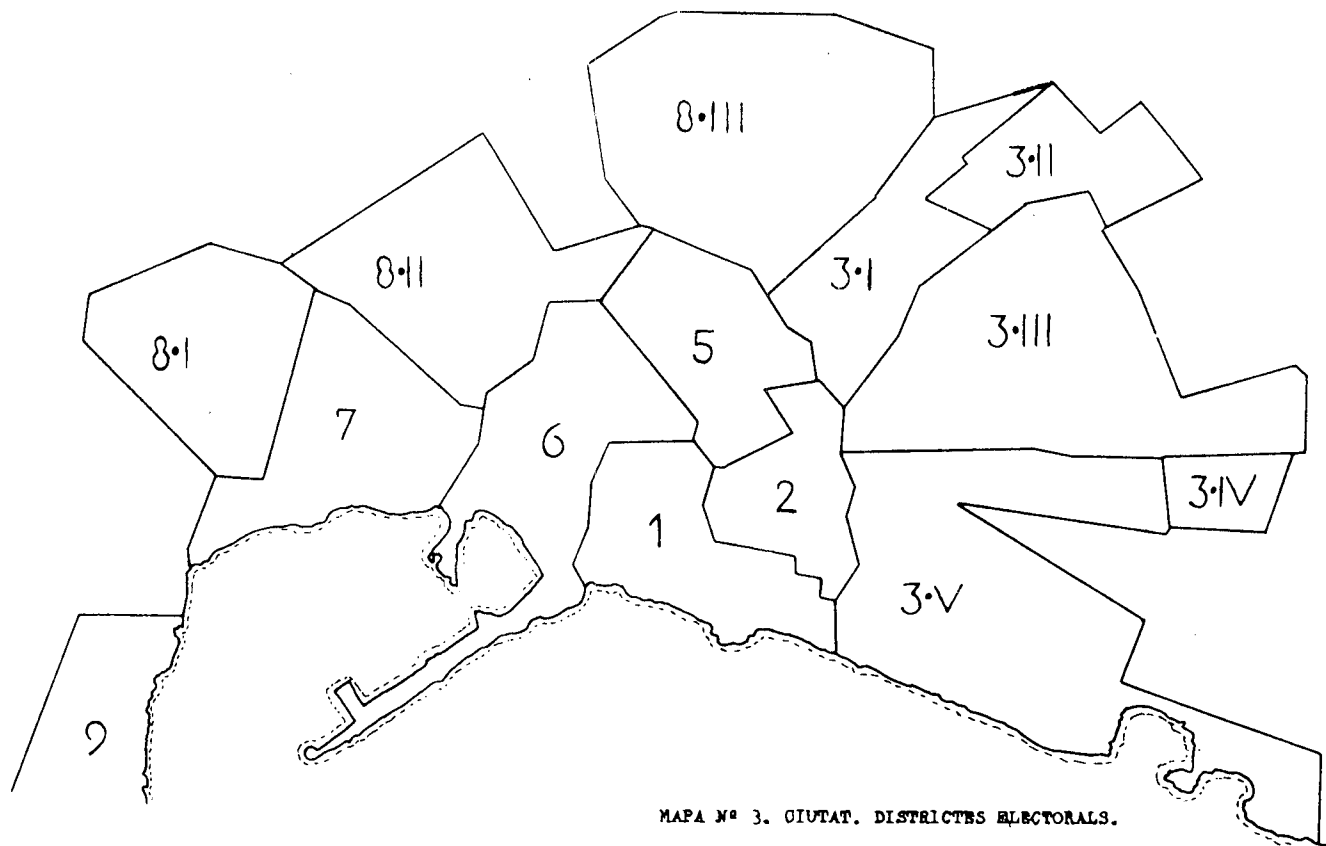 8·III
3·II
8·II
3·I
3·III
8·I
5
7
6
3·IV
2
1
3·V
9
MAPA Nº 3. CIUTAT. DISTRICTES ELECTORALS.